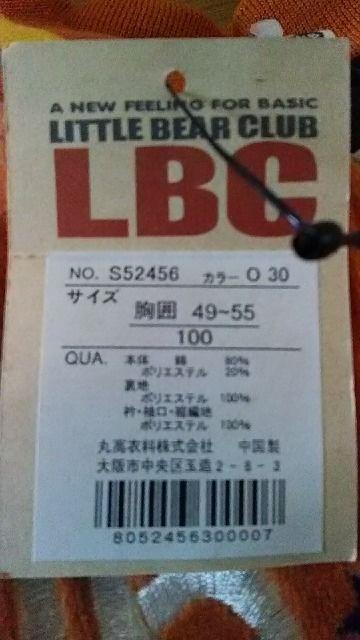 A NEW FEELING FOR BASIC
LITTLE BEAR CLUB
LBC
NO. S52456 カラー O 30
サイズ
胸囲 49~55
100
QUA. 本体 綿 80%
ポリエステル 20%
裏地
ポリエステル 100%
衿・袖口・裾編地
ポリエステル 100%
丸高衣料株式会社 中国製
大阪市中央区玉造2-6-3
8052456300007